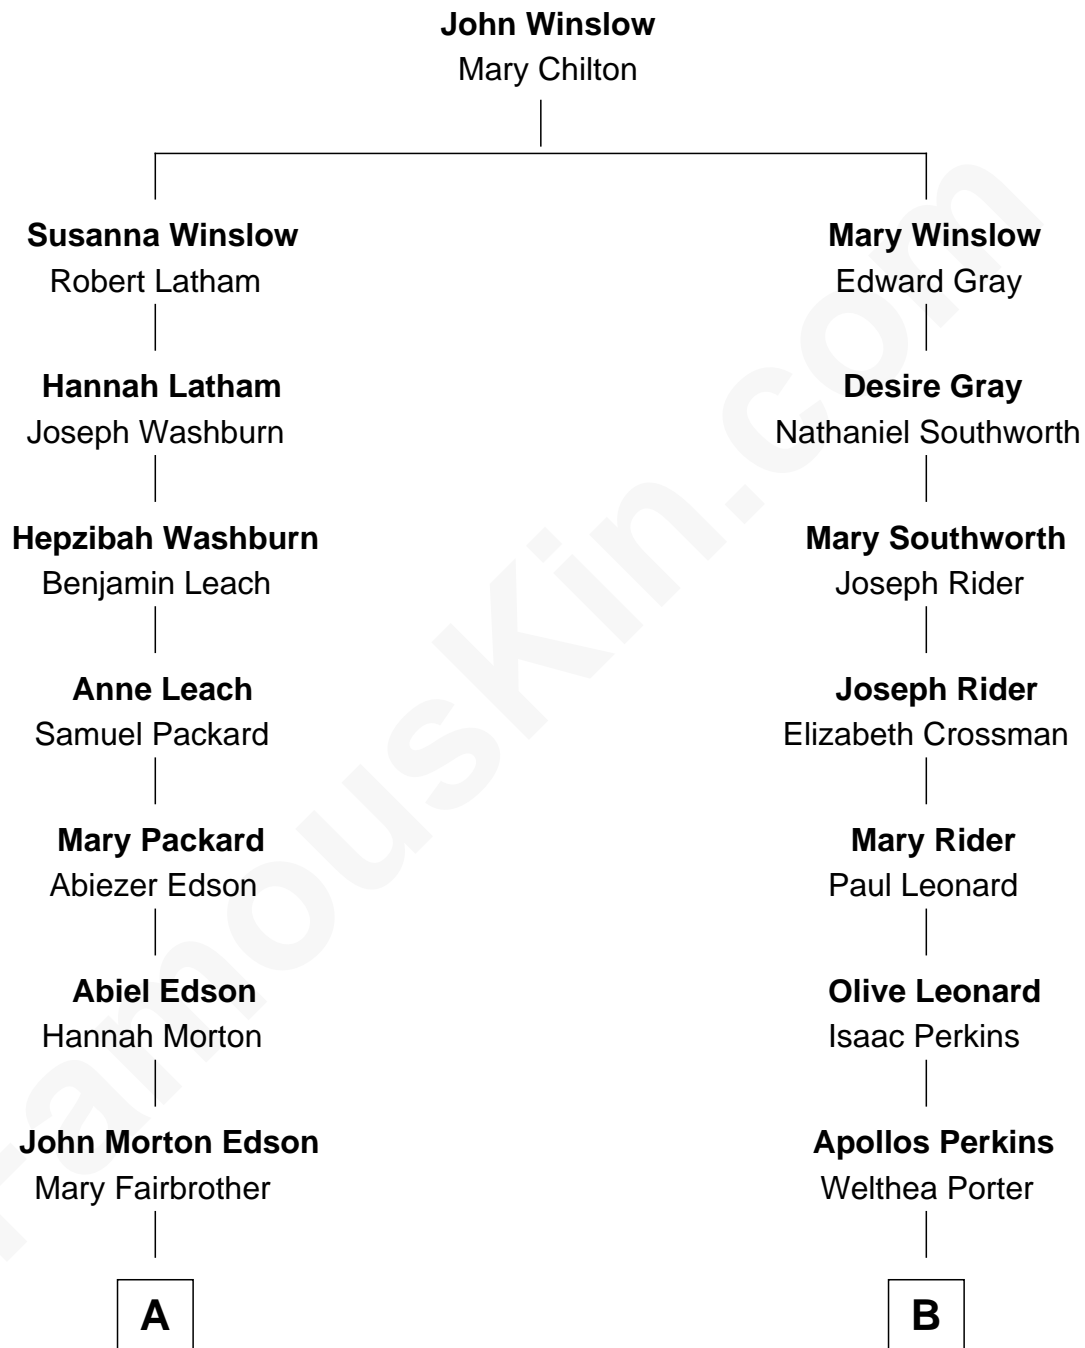 John Winslow
Mary Chilton
Susanna Winslow
Robert Latham
Mary Winslow
Edward Gray
Hannah Latham
Joseph Washburn
Desire Gray
Nathaniel Southworth
Hepzibah Washburn
Benjamin Leach
Mary Southworth
Joseph Rider
Anne Leach
Samuel Packard
Joseph Rider
Elizabeth Crossman
Mary Packard
Abiezer Edson
Mary Rider
Paul Leonard
Abiel Edson
Hannah Morton
Olive Leonard
Isaac Perkins
John Morton Edson
Mary Fairbrother
Apollos Perkins
Welthea Porter
A
B
FamousKin.com